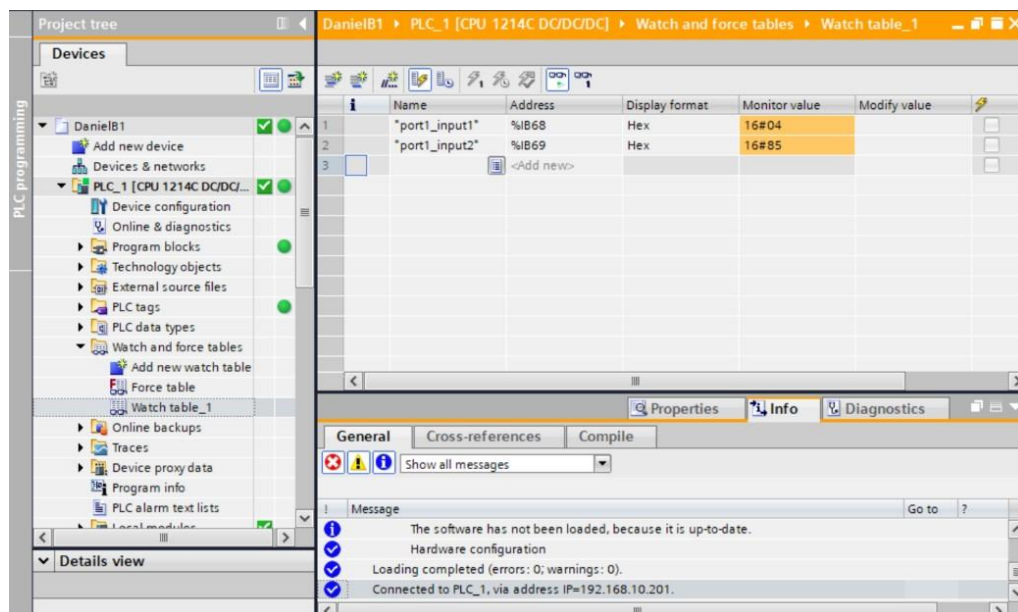 Project tree
DanielB1 ▸ PLC_1 [CPU 1214C DC/DC/DC] ▸ Watch and force tables ▸ Watch table_1
Devices
PLC programming
i Name Address Display format Monitor value Modify value
1 "port1_input1" %IB68 Hex 16#04
2 "port1_input2" %IB69 Hex 16#85
3 <Add new>
DanielB1
Add new device
Devices & networks
PLC_1 [CPU 1214C DC/DC/...
Device configuration
Online & diagnostics
Program blocks
Technology objects
External source files
PLC tags
PLC data types
Watch and force tables
Add new watch table
Force table
Watch table_1
Online backups
Traces
Device proxy data
Program info
PLC alarm text lists
Local modules
Details view
Properties Info Diagnostics
General Cross-references Compile
Show all messages
! Message Go to ?
The software has not been loaded, because it is up-to-date.
Hardware configuration
Loading completed (errors: 0; warnings: 0).
Connected to PLC_1, via address IP=192.168.10.201.